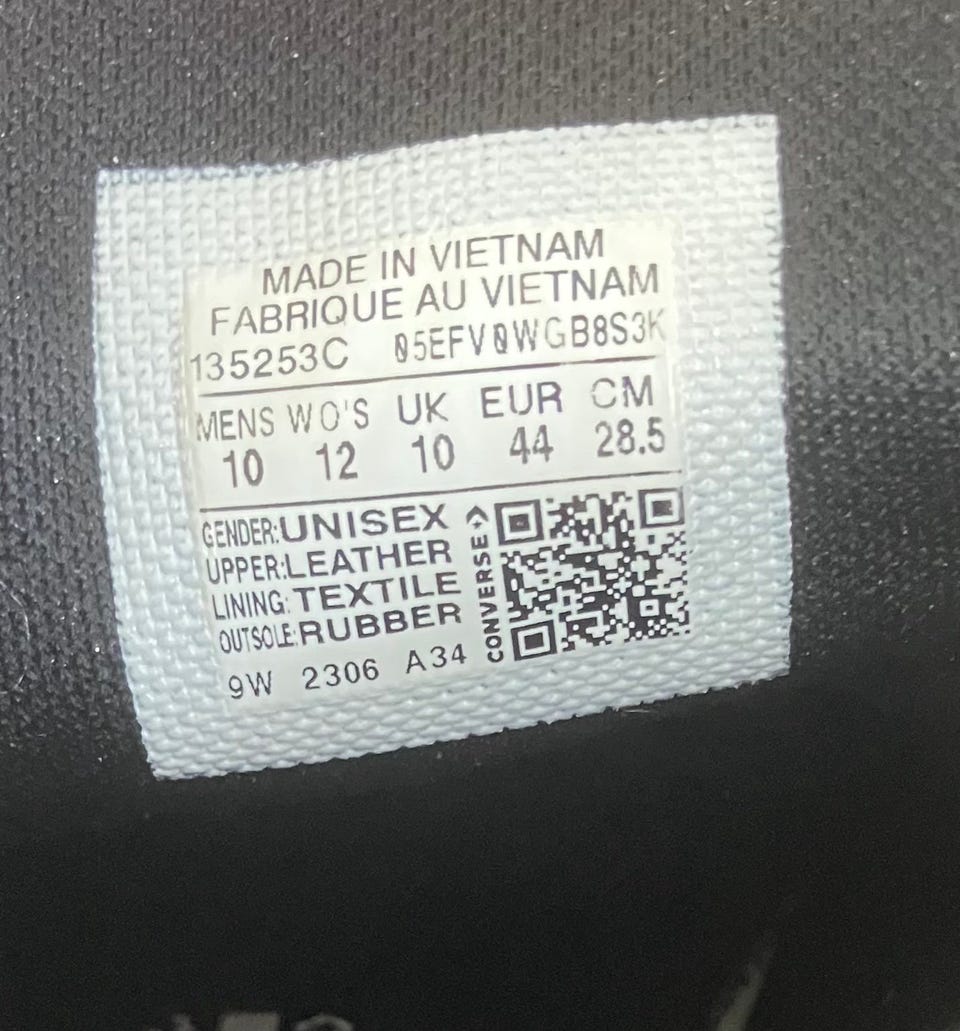 MADE IN VIETNAM
FABRIQUE AU VIETNAM
135253C 05EFV0WGB8S3K
MENS WO'S UK EUR CM
10 12 10 44 28.5
GENDER:UNISEX
UPPER:LEATHER
LINING:TEXTILE
OUTSOLE:RUBBER
9W 2306 A34
CONVERSE